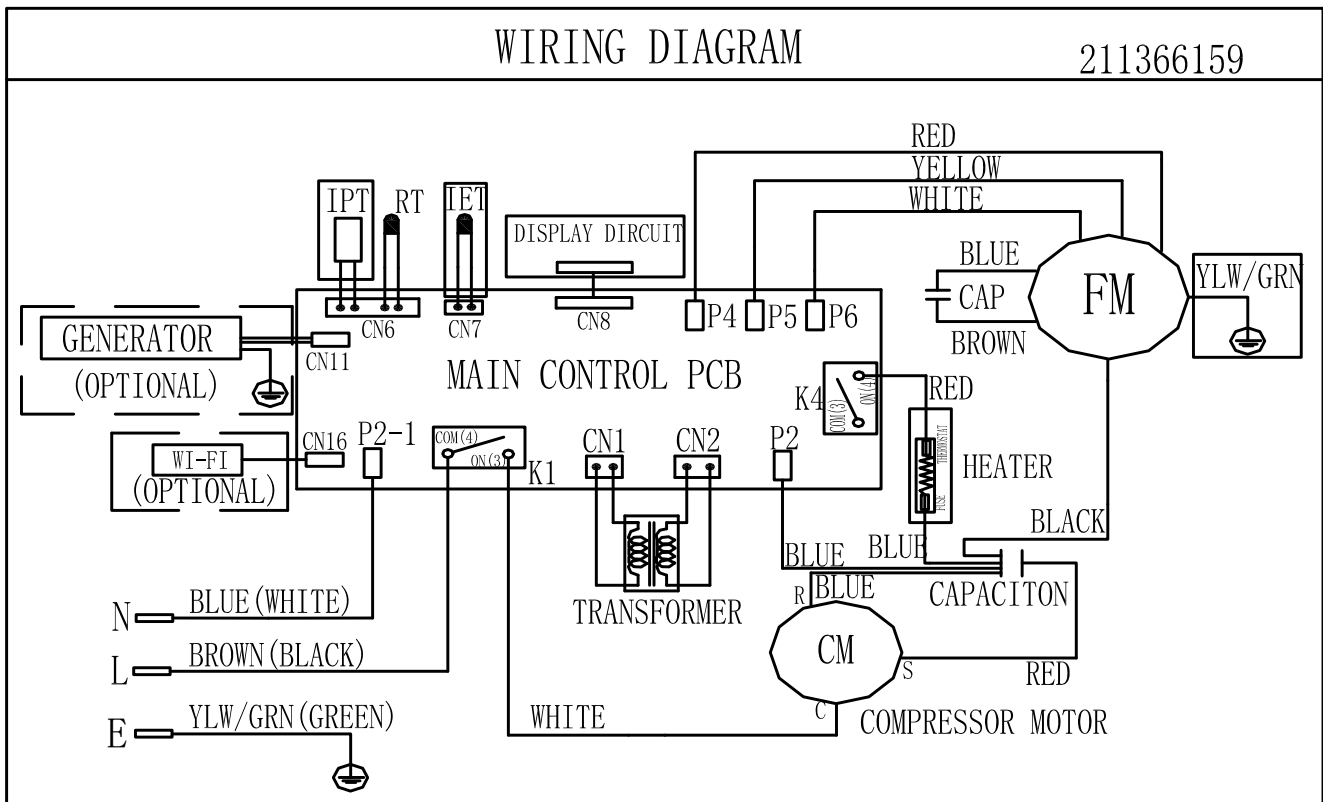 WIRING DIAGRAM
211366159
RED
YELLOW
WHITE
IPT
RT
IET
DISPLAY DIRCUIT
BLUE
CAP
BROWN
FM
YLW/GRN
CN6
CN7
CN8
P4
P5
P6
GENERATOR
(OPTIONAL)
CN11
MAIN CONTROL PCB
K4
COM(3)
ON(4)
RED
WI-FI
(OPTIONAL)
CN16
P2-1
COM(4)
ON(3)
K1
CN1
CN2
P2
THERMOSTAT
FUSE
HEATER
BLACK
BLUE
BLUE
CAPACITON
TRANSFORMER
R
BLUE
CM
S
RED
C
COMPRESSOR MOTOR
N
BLUE(WHITE)
L
BROWN(BLACK)
E
YLW/GRN(GREEN)
WHITE